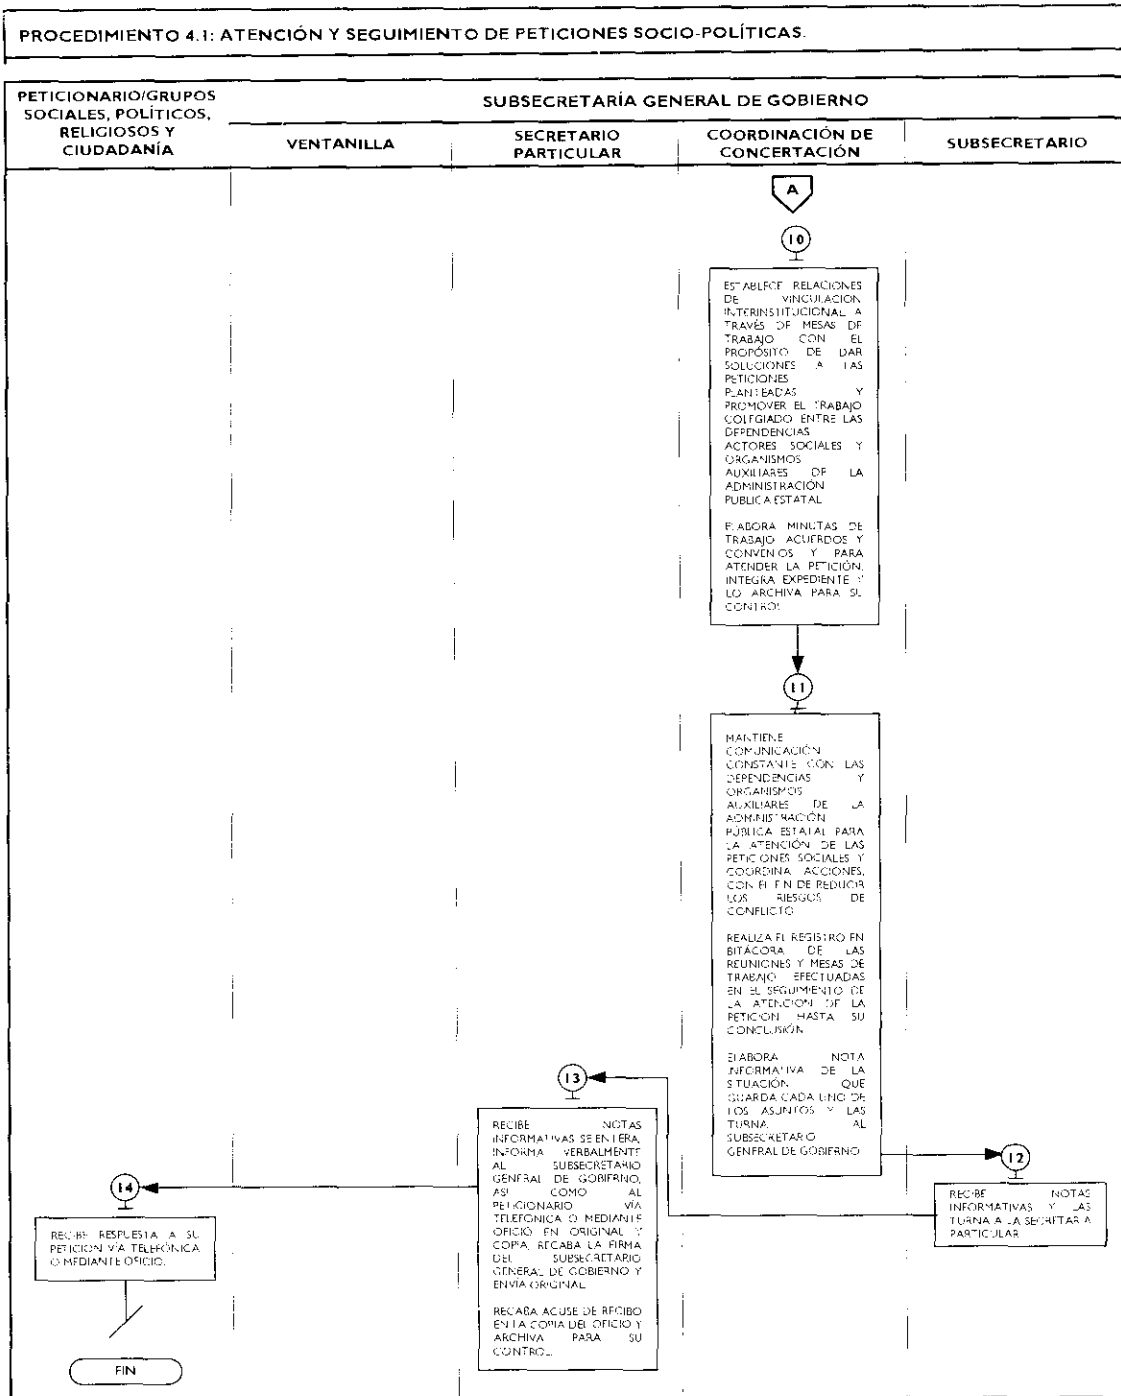 PROCEDIMIENTO 4.1: ATENCIÓN Y SEGUIMIENTO DE PETICIONES SOCIO-POLÍTICAS.
PETICIONARIO/GRUPOS
SOCIALES, POLÍTICOS,
RELIGIOSOS Y
CIUDADANÍA
SUBSECRETARÍA GENERAL DE GOBIERNO
VENTANILLA
SECRETARIO
PARTICULAR
COORDINACIÓN DE
CONCERTACIÓN
SUBSECRETARIO
A
10
ESTABLECE RELACIONES
DE VINCULACION
INTERINSTITUCIONAL A
TRAVÉS DE MESAS DE
TRABAJO CON EL
PROPÓSITO DE DAR
SOLUCIONES A LAS
PETICIONES
PLANTEADAS Y
PROMOVER EL TRABAJO
COLEGIADO ENTRE LAS
DEPENDENCIAS
ACTORES SOCIALES Y
ORGANISMOS
AUXILIARES DE LA
ADMINISTRACIÓN
PUBLICA ESTATAL
ELABORA MINUTAS DE
TRABAJO ACUERDOS Y
CONVENIOS Y PARA
ATENDER LA PETICIÓN,
INTEGRA EXPEDIENTE Y
LO ARCHIVA PARA SU
CONTROL
11
MANTIENE
COMUNICACIÓN
CONSTANTE CON LAS
DEPENDENCIAS Y
ORGANISMOS
AUXILIARES DE LA
ADMINISTRACIÓN
PÚBLICA ESTATAL PARA
LA ATENCIÓN DE LAS
PETICIONES SOCIALES Y
COORDINA ACCIONES,
CON EL FIN DE REDUCIR
LOS RIESGOS DE
CONFLICTO
REALIZA EL REGISTRO EN
BITÁCORA DE LAS
REUNIONES Y MESAS DE
TRABAJO EFECTUADAS
EN EL SEGUIMIENTO DE
LA ATENCION DE LA
PETICION HASTA SU
CONCLUSIÓN
ELABORA NOTA
INFORMATIVA DE LA
SITUACIÓN QUE
GUARDA CADA UNO DE
LOS ASUNTOS Y LAS
TURNA AL
SUBSECRETARIO
GENERAL DE GOBIERNO
12
RECIBE NOTAS
INFORMATIVAS Y LAS
TURNA A LA SECRETARIA
PARTICULAR
13
RECIBE NOTAS
INFORMATIVAS SE ENTERA,
INFORMA VERBALMENTE
AL SUBSECRETARIO
GENERAL DE GOBIERNO,
ASI COMO AL
PETICIONARIO VÍA
TELEFONICA O MEDIANTE
OFICIO EN ORIGINAL Y
COPIA, RECABA LA FIRMA
DEL SUBSECRETARIO
GENERAL DE GOBIERNO Y
ENVÍA ORIGINAL
RECABA ACUSE DE RECIBO
EN LA COPIA DEL OFICIO Y
ARCHIVA PARA SU
CONTROL.
14
RECIBE RESPUESTA A SU
PETICION VÍA TELEFÓNICA
O MEDIANTE OFICIO.
FIN